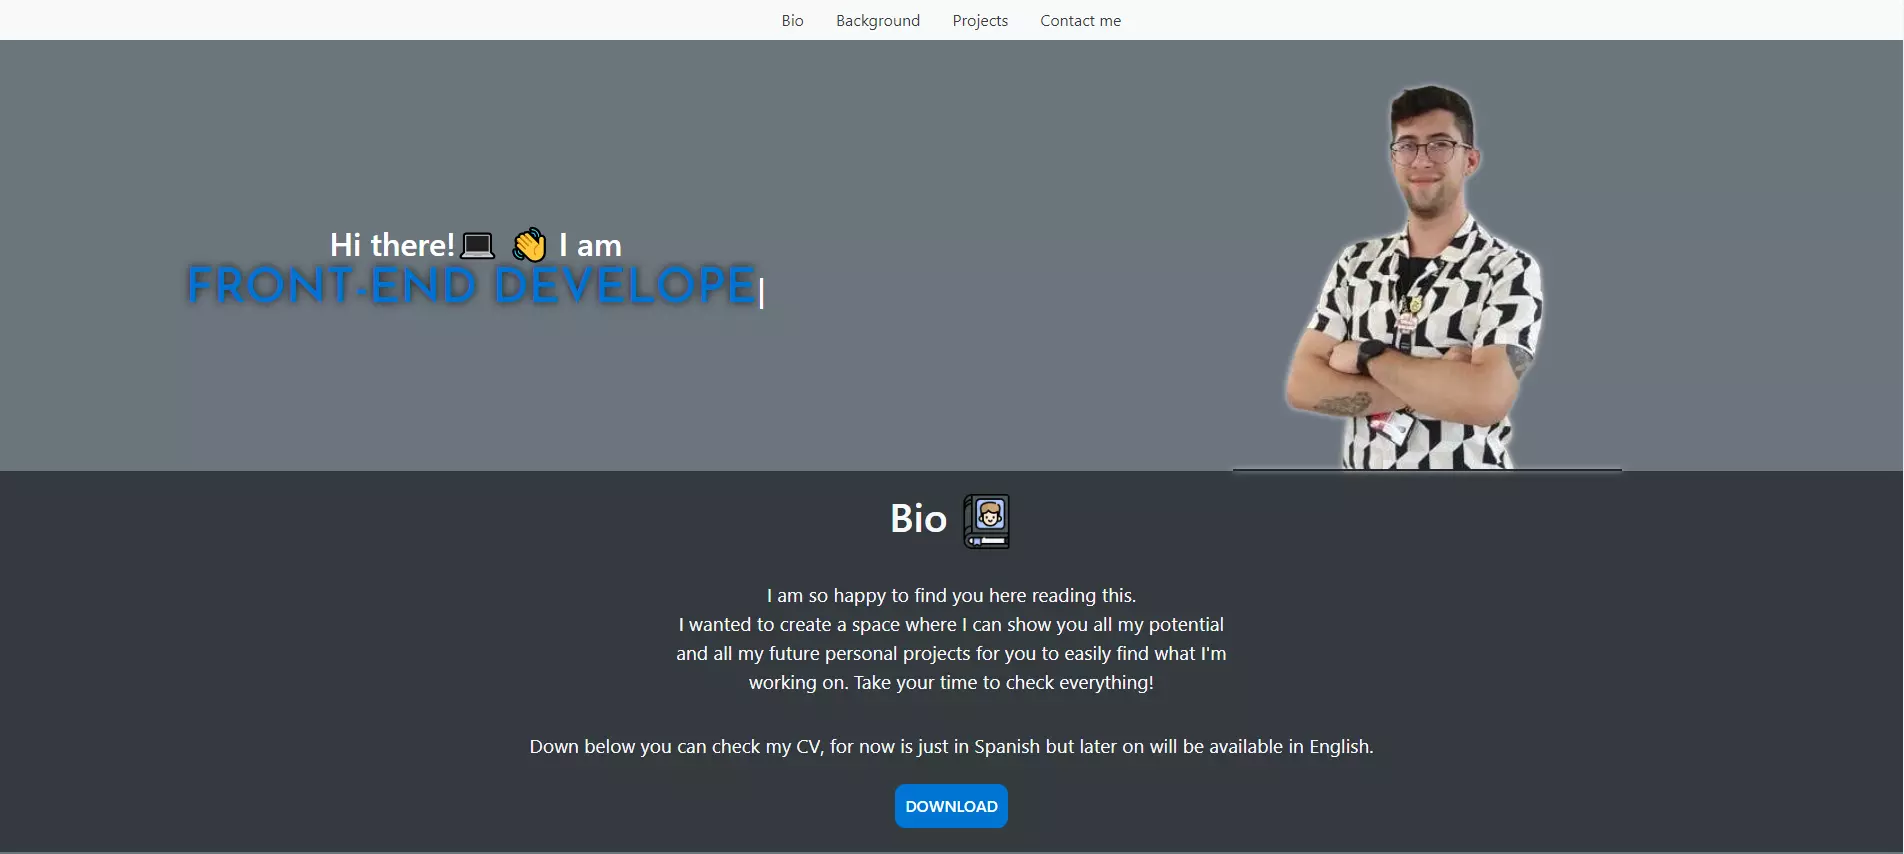 Bio Background Projects Contact me
Hi there!💻 👋 I am
FRONT-END DEVELOPE|
Bio
I am so happy to find you here reading this.
I wanted to create a space where I can show you all my potential
and all my future personal projects for you to easily find what I'm
working on. Take your time to check everything!
Down below you can check my CV, for now is just in Spanish but later on will be available in English.
DOWNLOAD